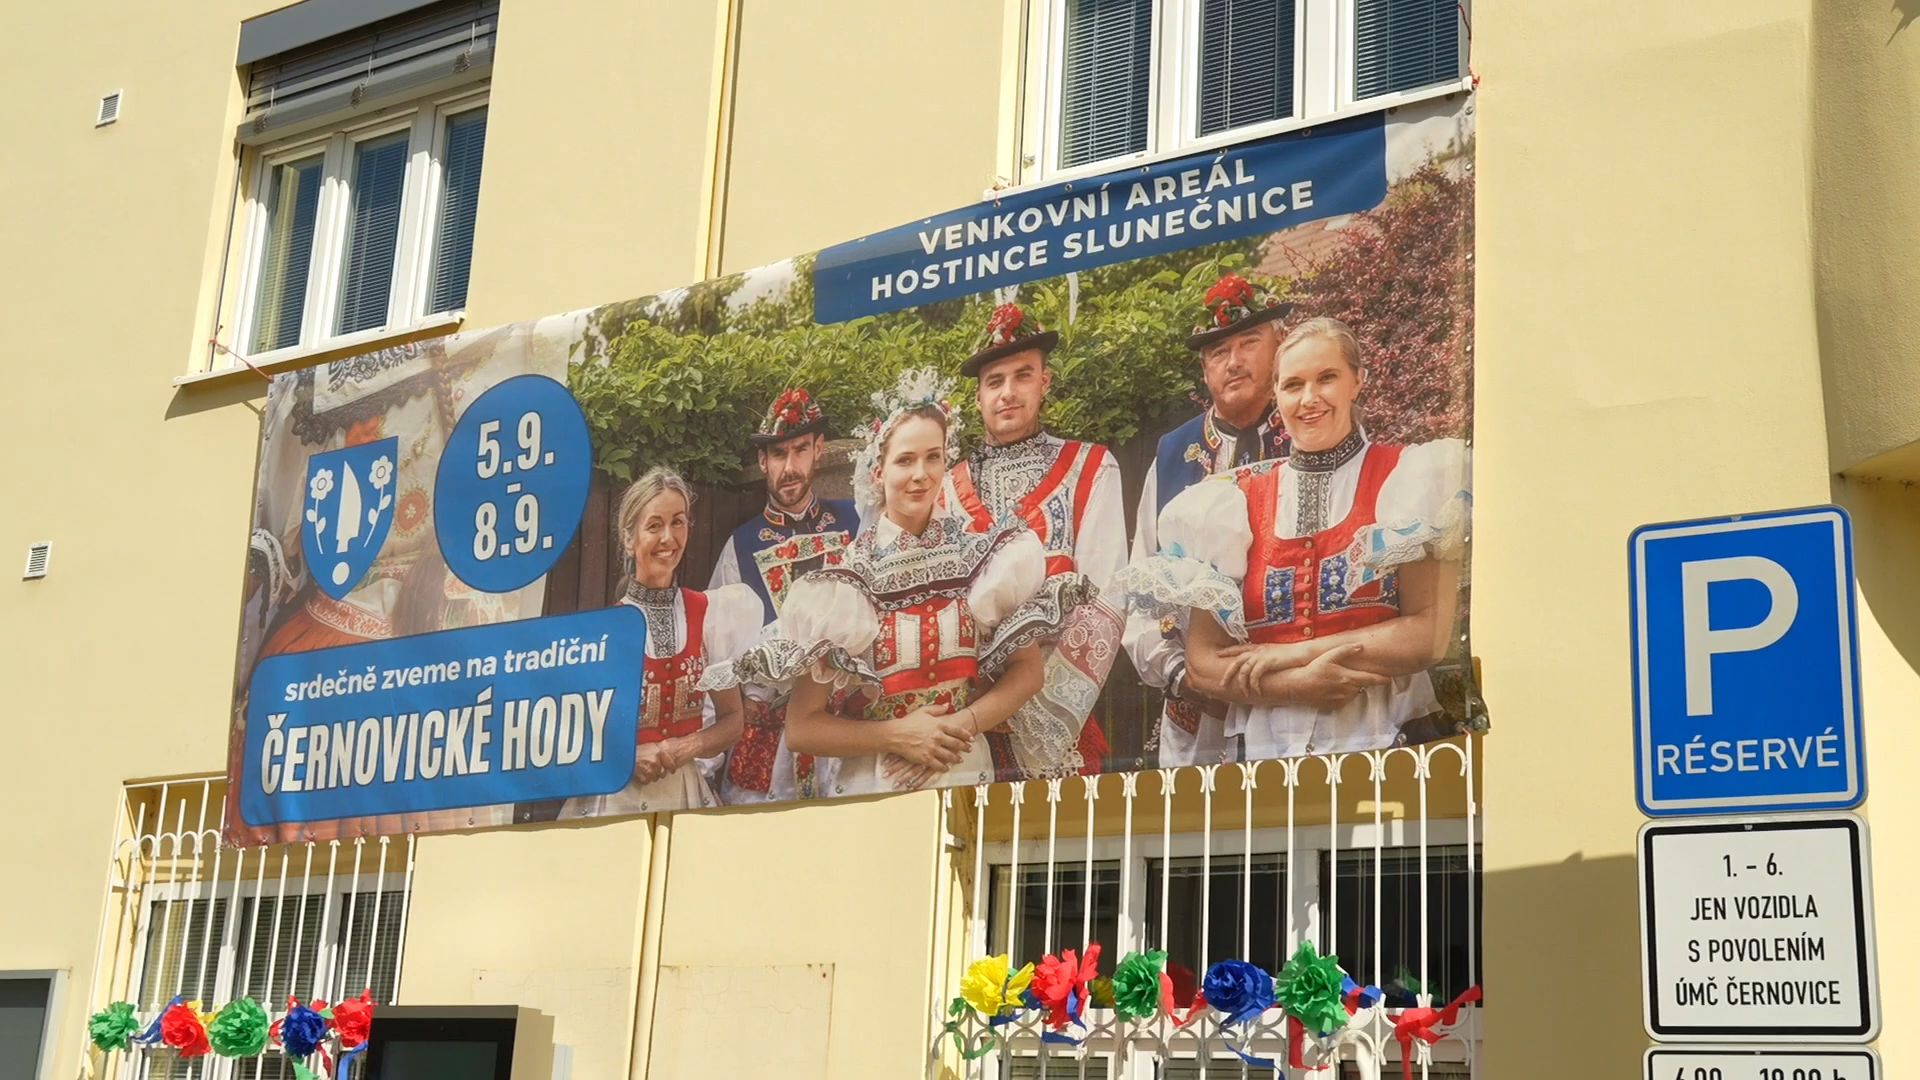 VENKOVNÍ AREÁL
HOSTINCE SLUNEČNICE
5.9.
-
8.9.
srdečně zveme na tradiční
ČERNOVICKÉ HODY
P
RÉSERVÉ
1. - 6.
JEN VOZIDLA
S POVOLENÍM
ÚMČ ČERNOVICE